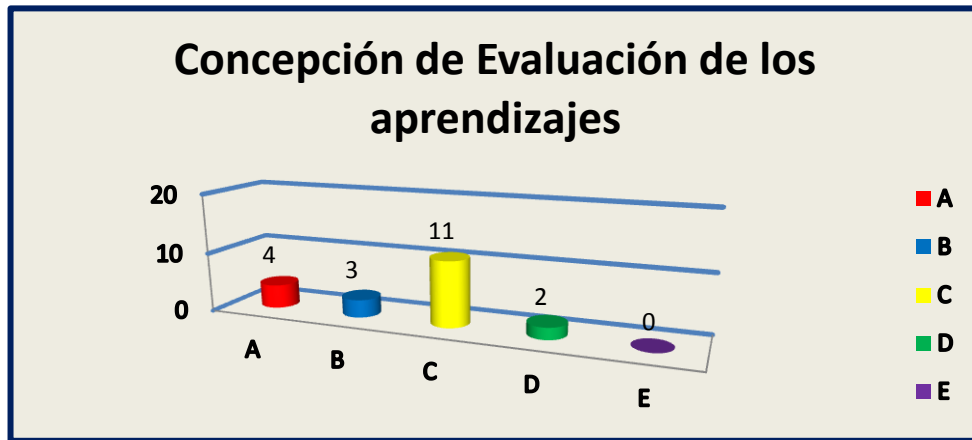 Concepción de Evaluación de los
aprendizajes
20
10
0
4
3
11
2
0
A
B
C
D
E
A
B
C
D
E